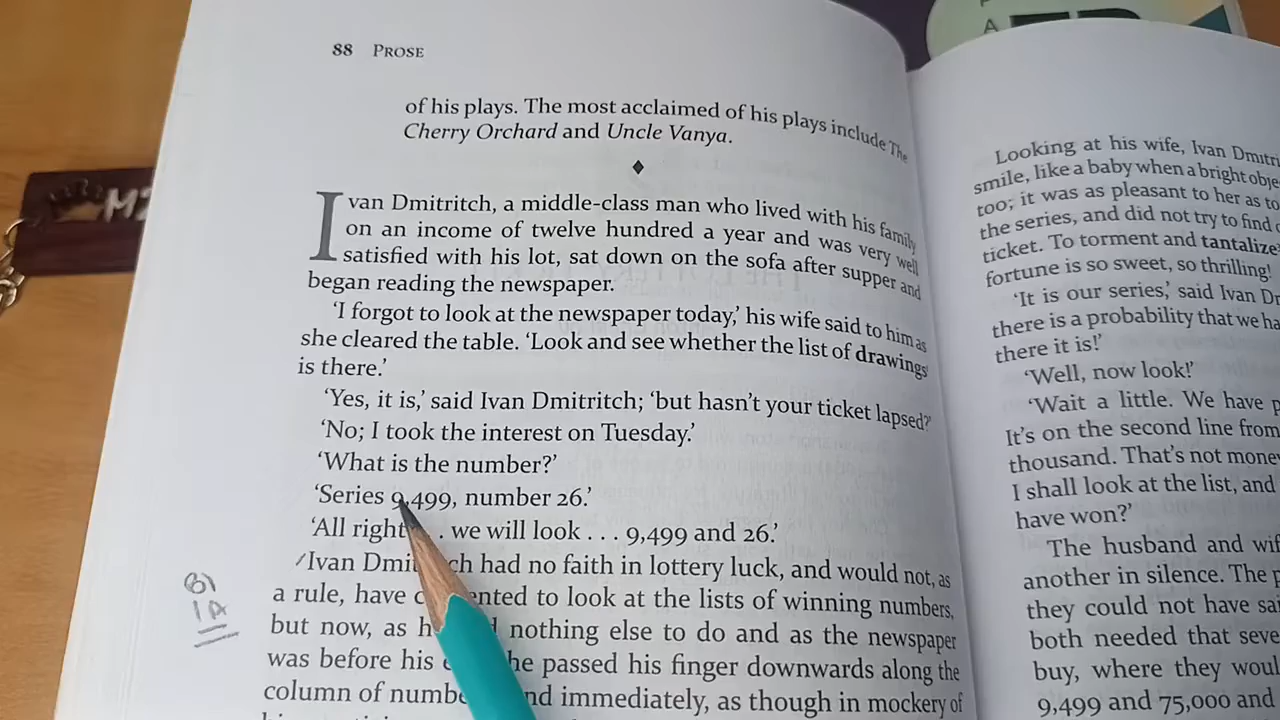 88 PROSE
of his plays. The most acclaimed of his plays include The
Cherry Orchard and Uncle Vanya.
Ivan Dmitritch, a middle-class man who lived with his family
on an income of twelve hundred a year and was very well
satisfied with his lot, sat down on the sofa after supper and
began reading the newspaper.
‘I forgot to look at the newspaper today,’ his wife said to him as
she cleared the table. ‘Look and see whether the list of drawings
is there.’
‘Yes, it is,’ said Ivan Dmitritch; ‘but hasn’t your ticket lapsed?’
‘No; I took the interest on Tuesday.’
‘What is the number?’
‘Series 9,499, number 26.’
‘All right . . we will look . . . 9,499 and 26.’
Ivan Dmitritch had no faith in lottery luck, and would not, as
a rule, have consented to look at the lists of winning numbers,
but now, as he had nothing else to do and as the newspaper
was before his he passed his finger downwards along the
column of numbers and immediately, as though in mockery of
B)
1A
MZ
A
Looking at his wife, Ivan
smile, like a baby when a bright
too; it was as pleasant to her as to
the series, and did not try to find
ticket. To torment and tantalize
fortune is so sweet, so thrilling!
‘It is our series,’ said Ivan
there is a probability that we
there it is!’
‘Well, now look!’
‘Wait a little. We have
It’s on the second line from
thousand. That’s not
I shall look at the list, and
have won?’
The husband and
another in silence. The
they could not have
both needed that
buy, where they
9,499 and 75,000 and